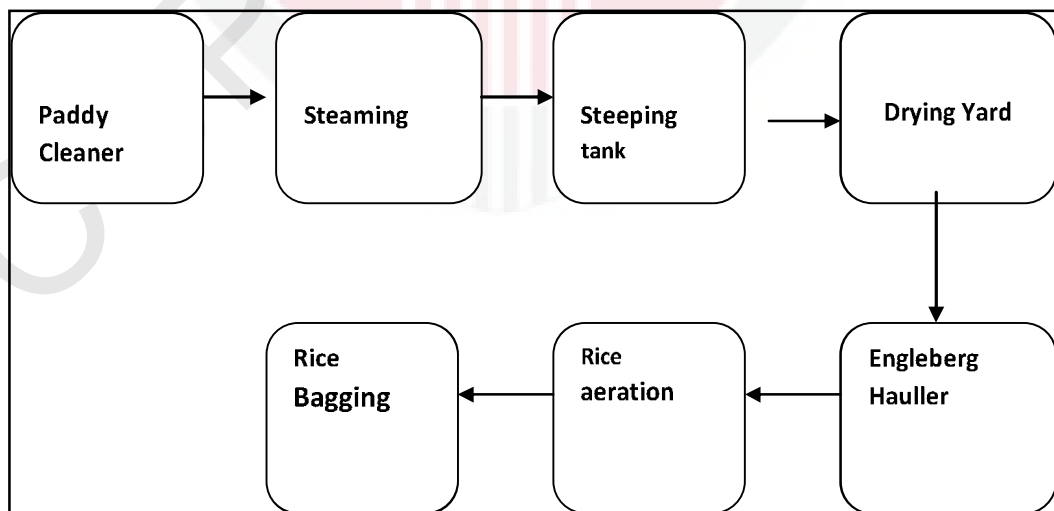 Paddy
Cleaner
Steaming
Steeping
tank
Drying Yard
Engleberg
Hauller
Rice
aeration
Rice
Bagging